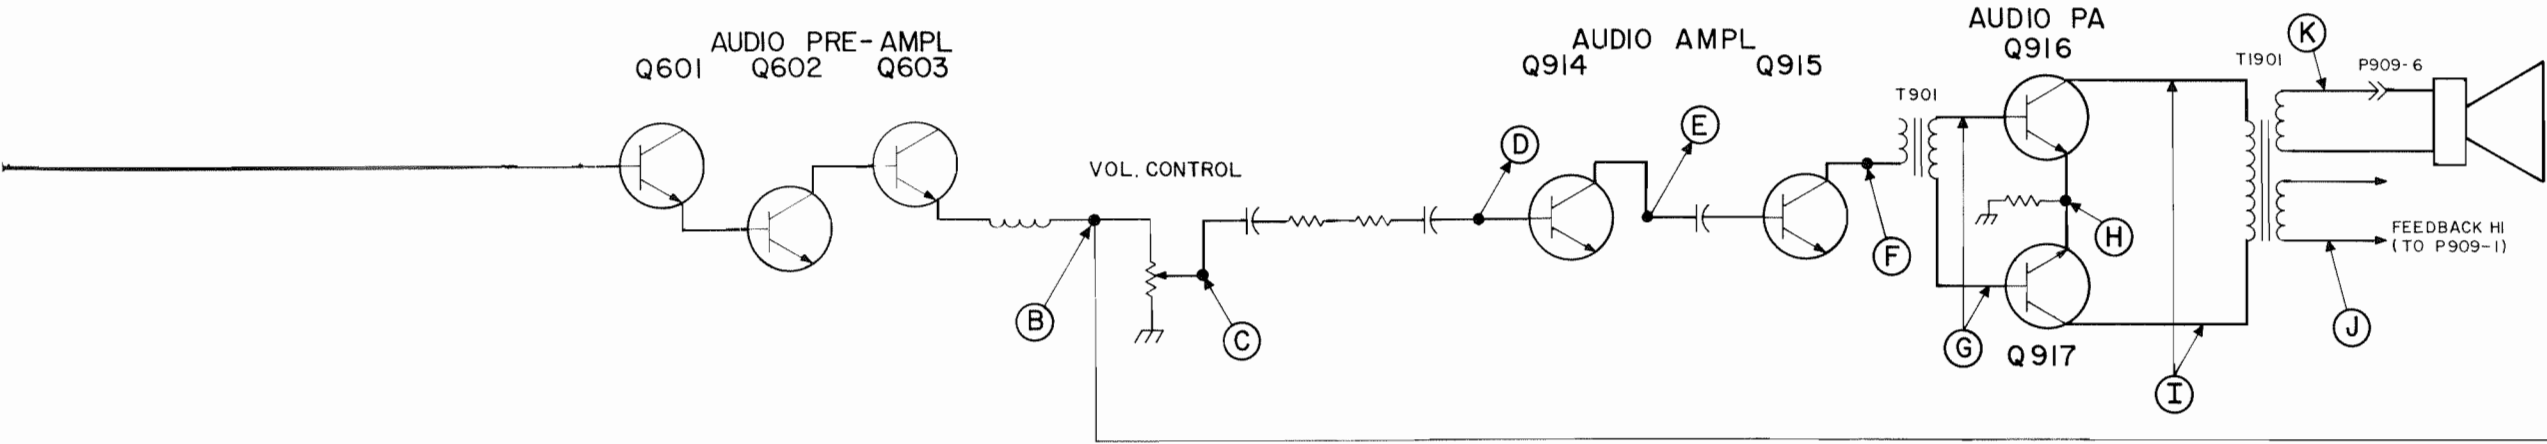 AUDIO PRE-AMPL
Q601 Q602 Q603
VOL. CONTROL
B
C
AUDIO AMPL
Q914 Q915
D
E
F
T901
G
AUDIO PA
Q916
H
Q917
I
T1901
K
P909-6
FEEDBACK HI
(TO P909-1)
J